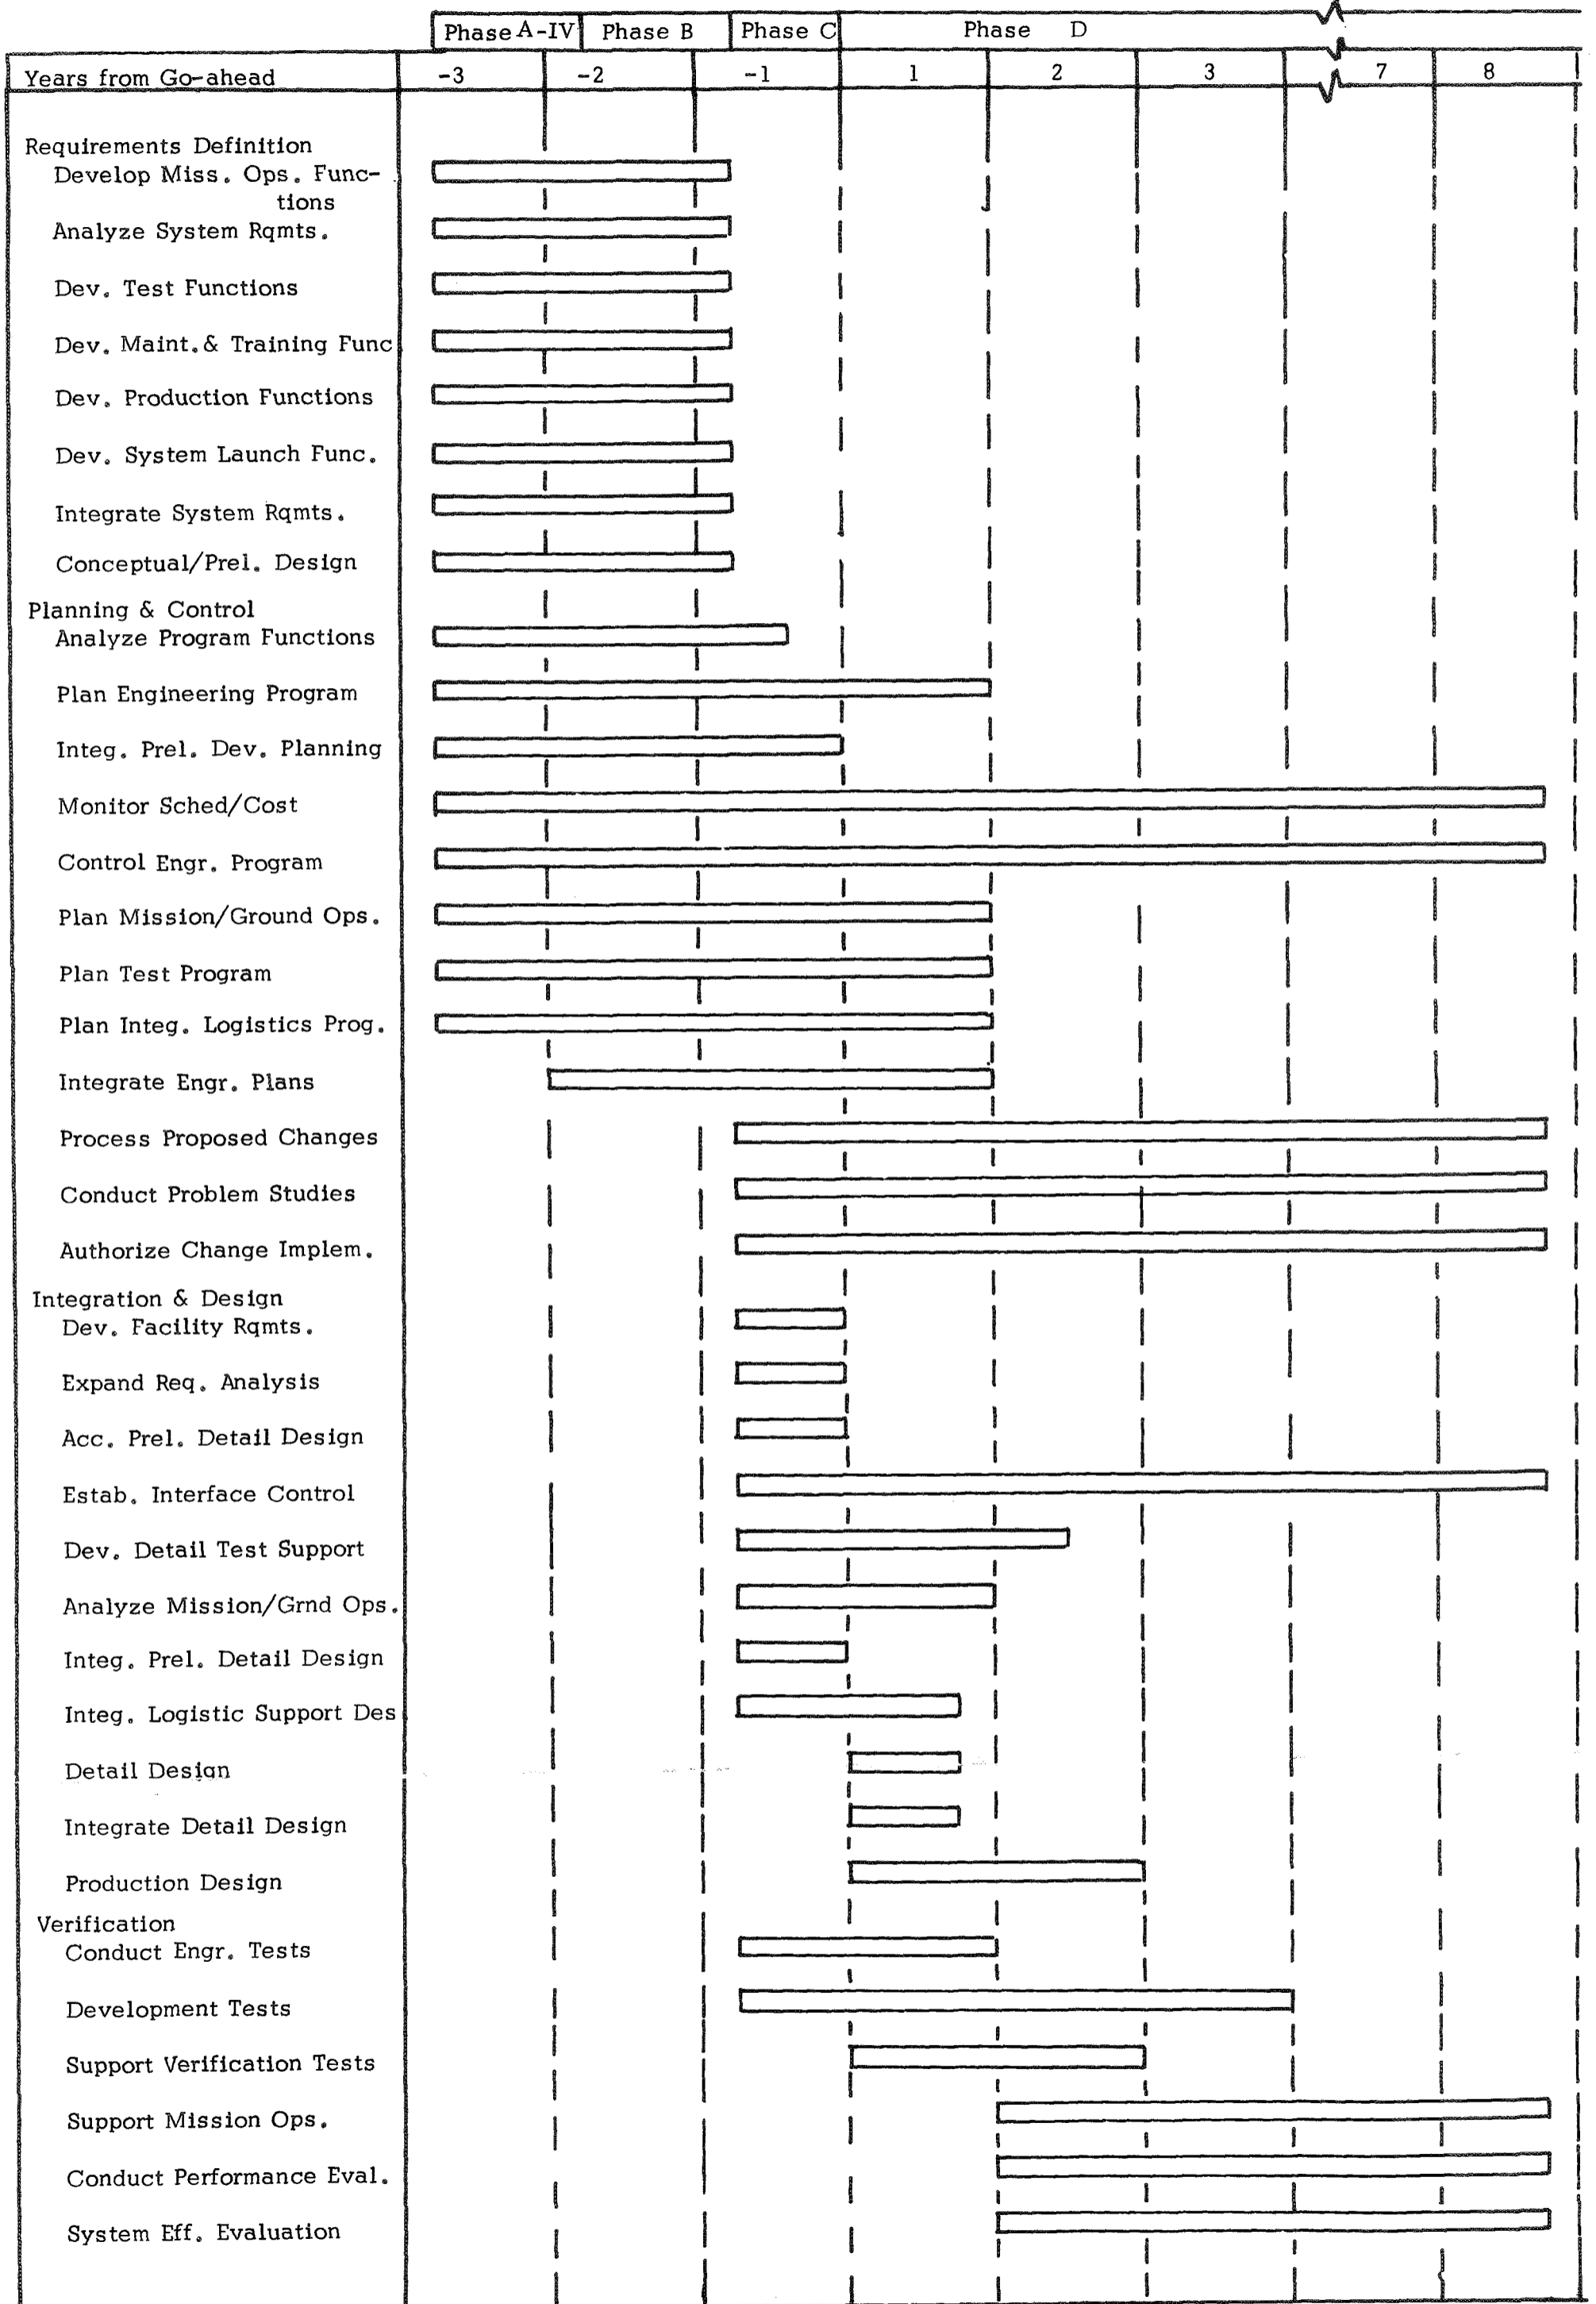 Phase A-IV Phase B Phase C Phase D
Years from Go-ahead -3 -2 -1 1 2 3 7 8
Requirements Definition
Develop Miss. Ops. Func-
tions
Analyze System Rqmts.
Dev. Test Functions
Dev. Maint.& Training Func
Dev. Production Functions
Dev. System Launch Func.
Integrate System Rqmts.
Conceptual/Prel. Design
Planning & Control
Analyze Program Functions
Plan Engineering Program
Integ. Prel. Dev. Planning
Monitor Sched/Cost
Control Engr. Program
Plan Mission/Ground Ops.
Plan Test Program
Plan Integ. Logistics Prog.
Integrate Engr. Plans
Process Proposed Changes
Conduct Problem Studies
Authorize Change Implem.
Integration & Design
Dev. Facility Rqmts.
Expand Req. Analysis
Acc. Prel. Detail Design
Estab. Interface Control
Dev. Detail Test Support
Analyze Mission/Grnd Ops.
Integ. Prel. Detail Design
Integ. Logistic Support Des
Detail Design
Integrate Detail Design
Production Design
Verification
Conduct Engr. Tests
Development Tests
Support Verification Tests
Support Mission Ops.
Conduct Performance Eval.
System Eff. Evaluation